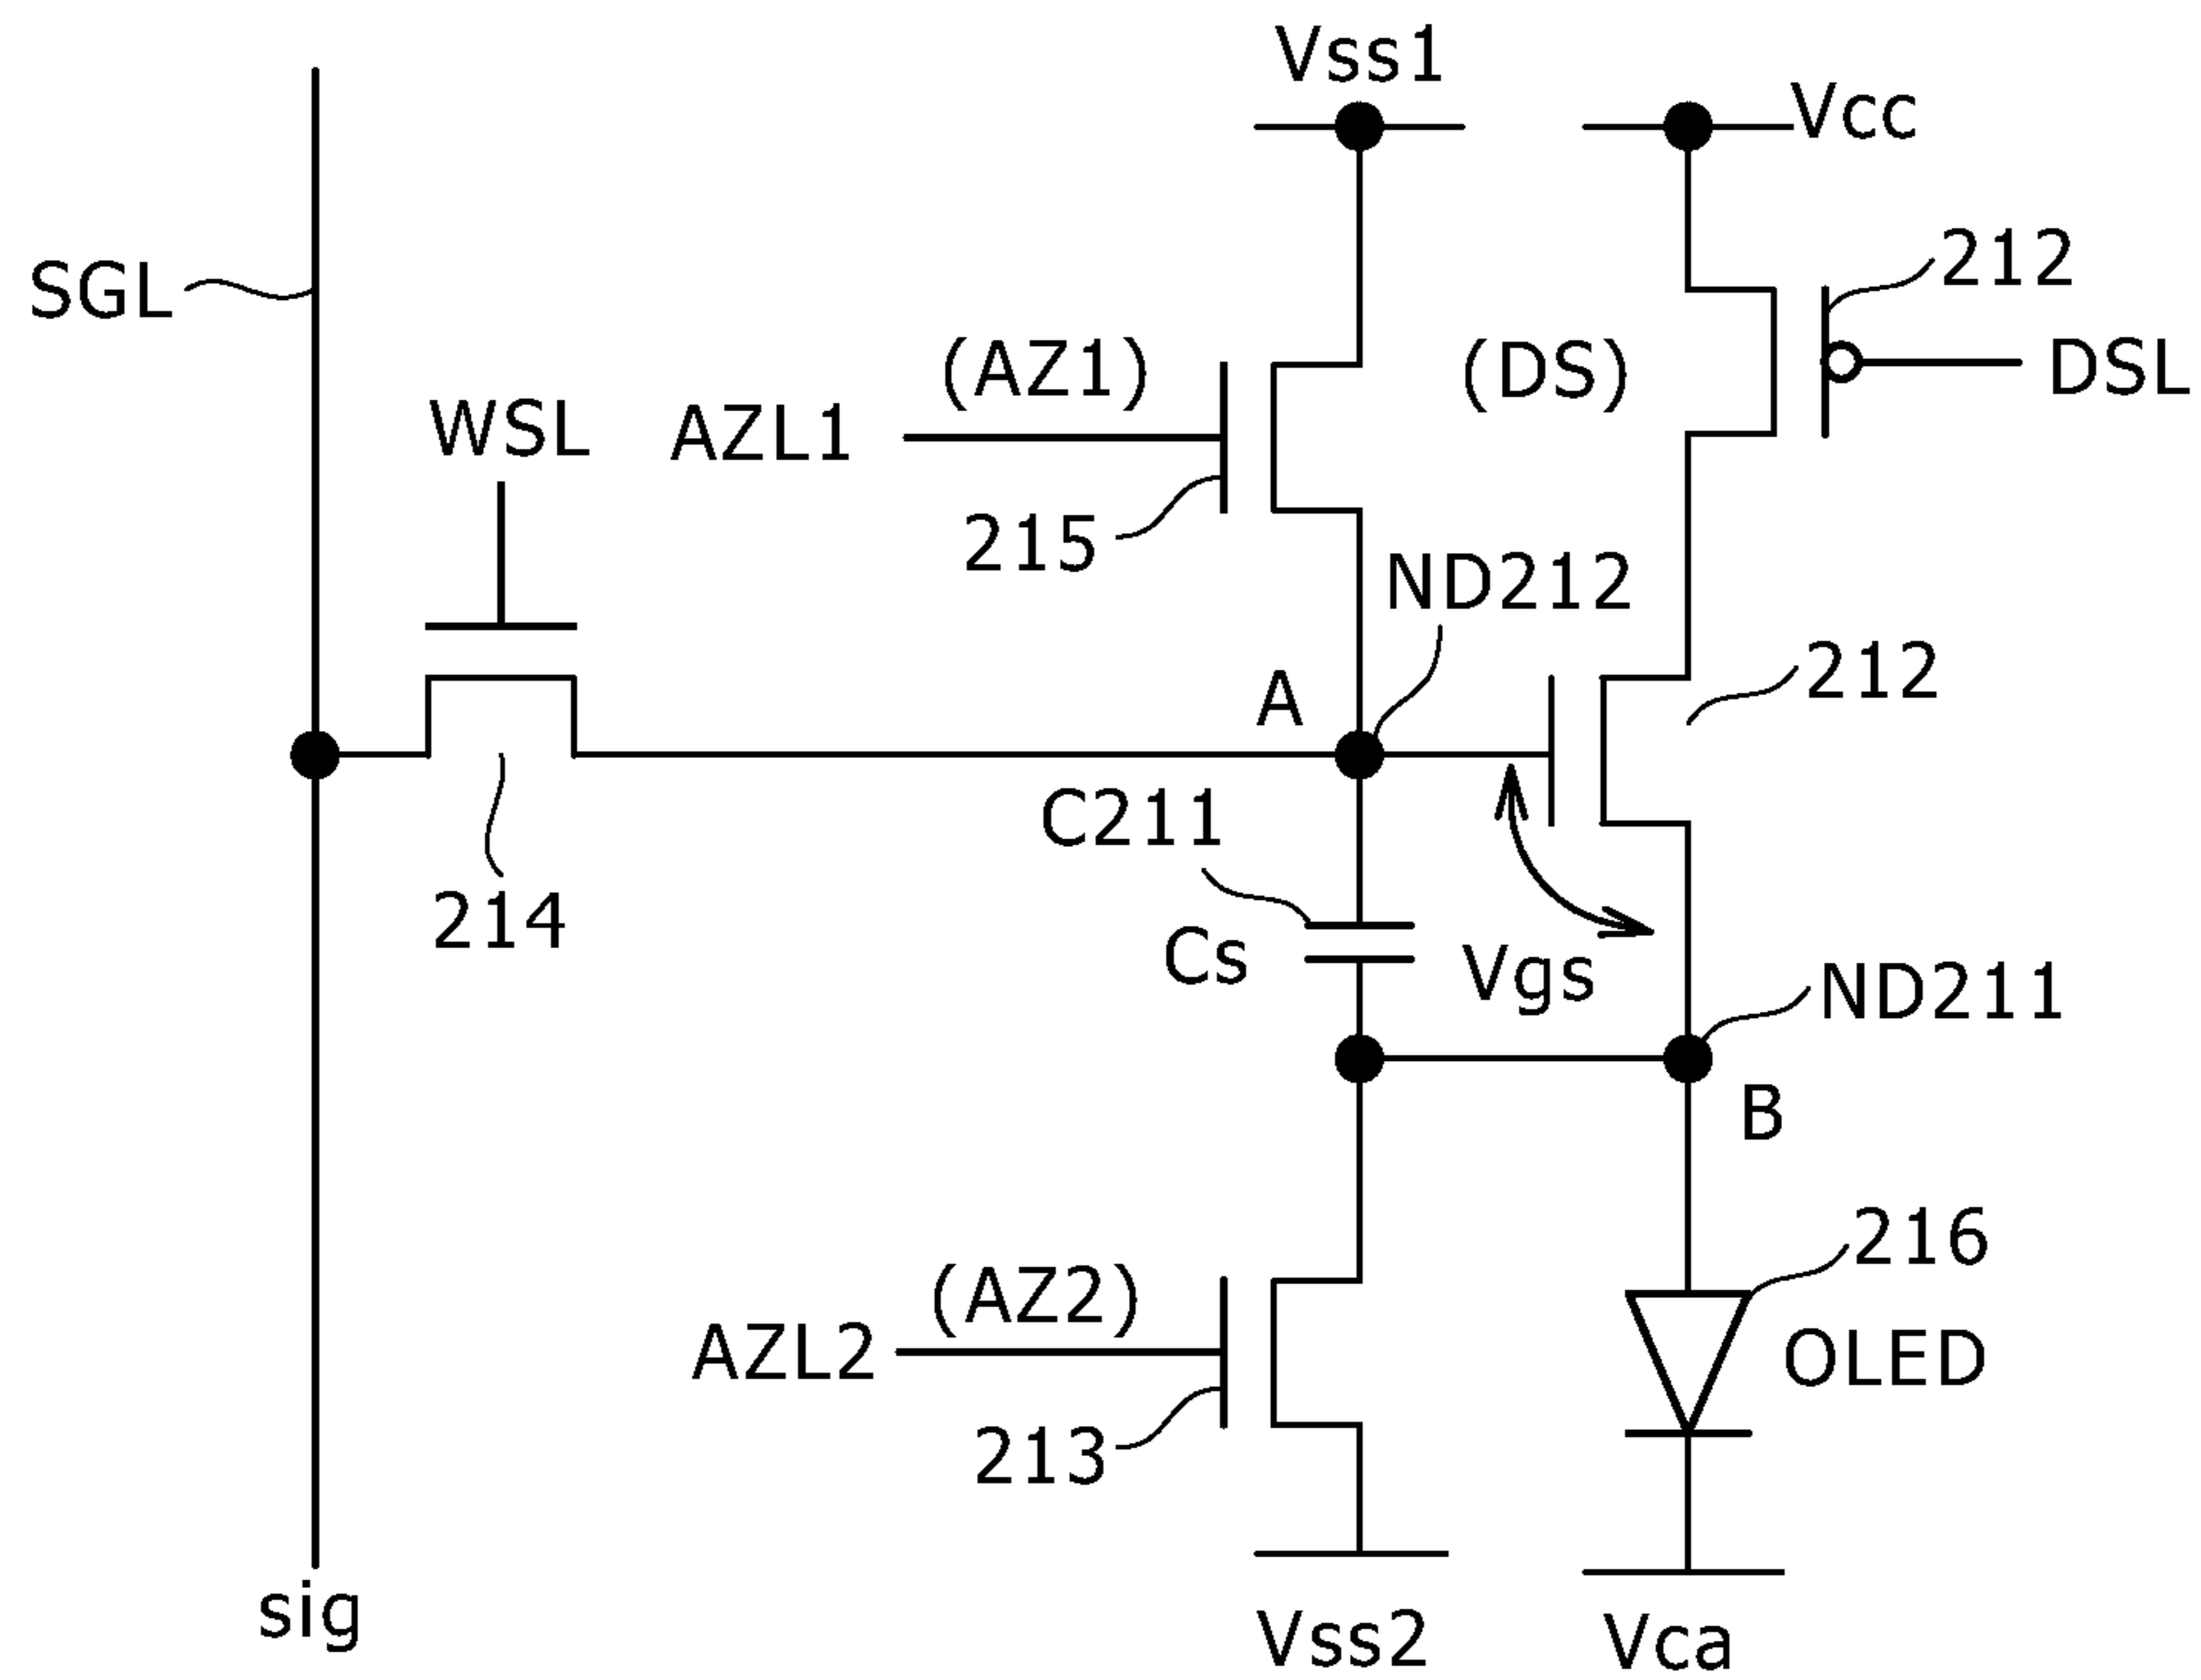 Vss1
Vcc
212
SGL
(AZ1)
(DS)
DSL
WSL
AZL1
215
ND212
212
A
C211
214
Cs
Vgs
ND211
B
216
(AZ2)
AZL2
OLED
213
sig
Vss2
Vca